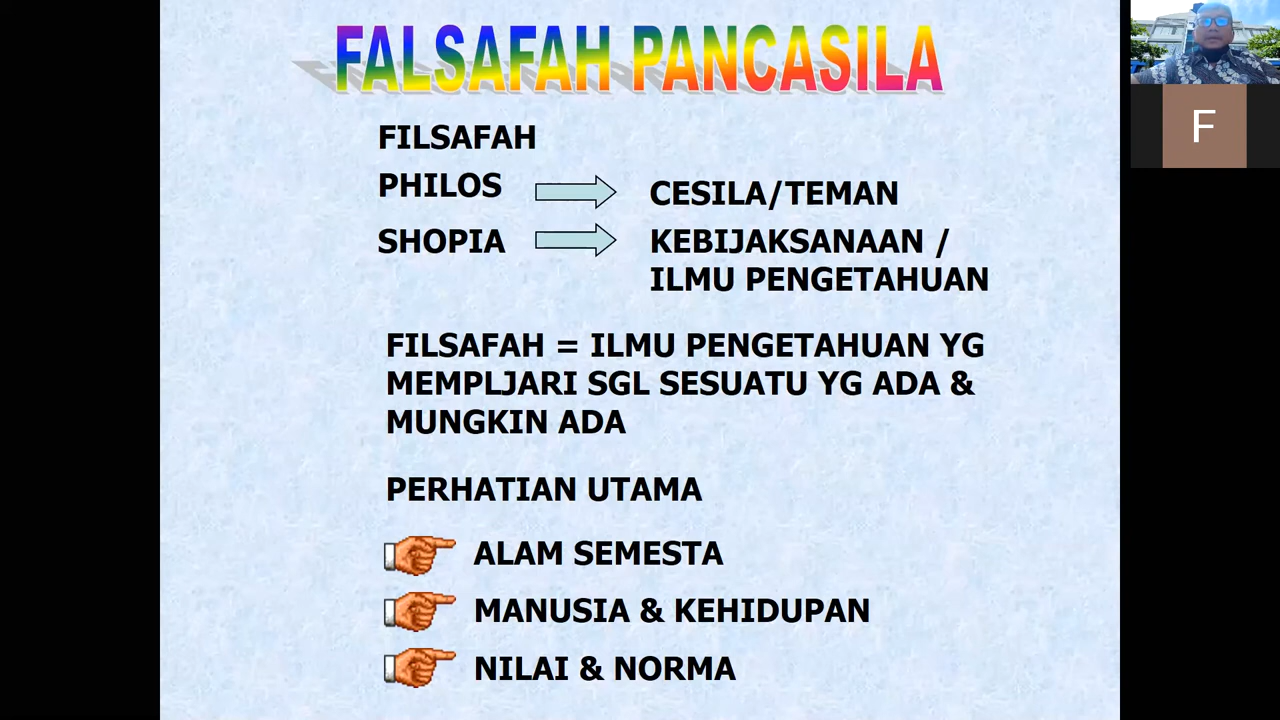 FALSAFAH PANCASILA
FILSAFAH
PHILOS
CESILA/TEMAN
SHOPIA
KEBIJAKSANAAN /
ILMU PENGETAHUAN
FILSAFAH = ILMU PENGETAHUAN YG
MEMPLJARI SGL SESUATU YG ADA &
MUNGKIN ADA
PERHATIAN UTAMA
ALAM SEMESTA
MANUSIA & KEHIDUPAN
NILAI & NORMA
F